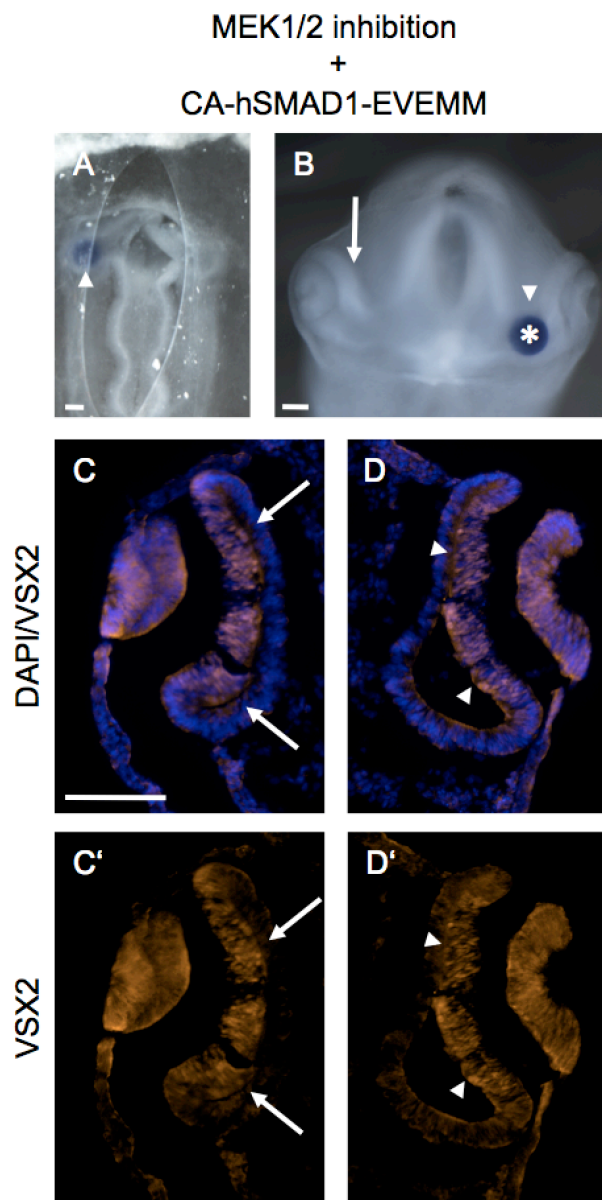 MEK1/2 inhibition
+
CA-hSMAD1-EVEMM
A
B
*
DAPI/VSX2
C
D
VSX2
C‘
D‘